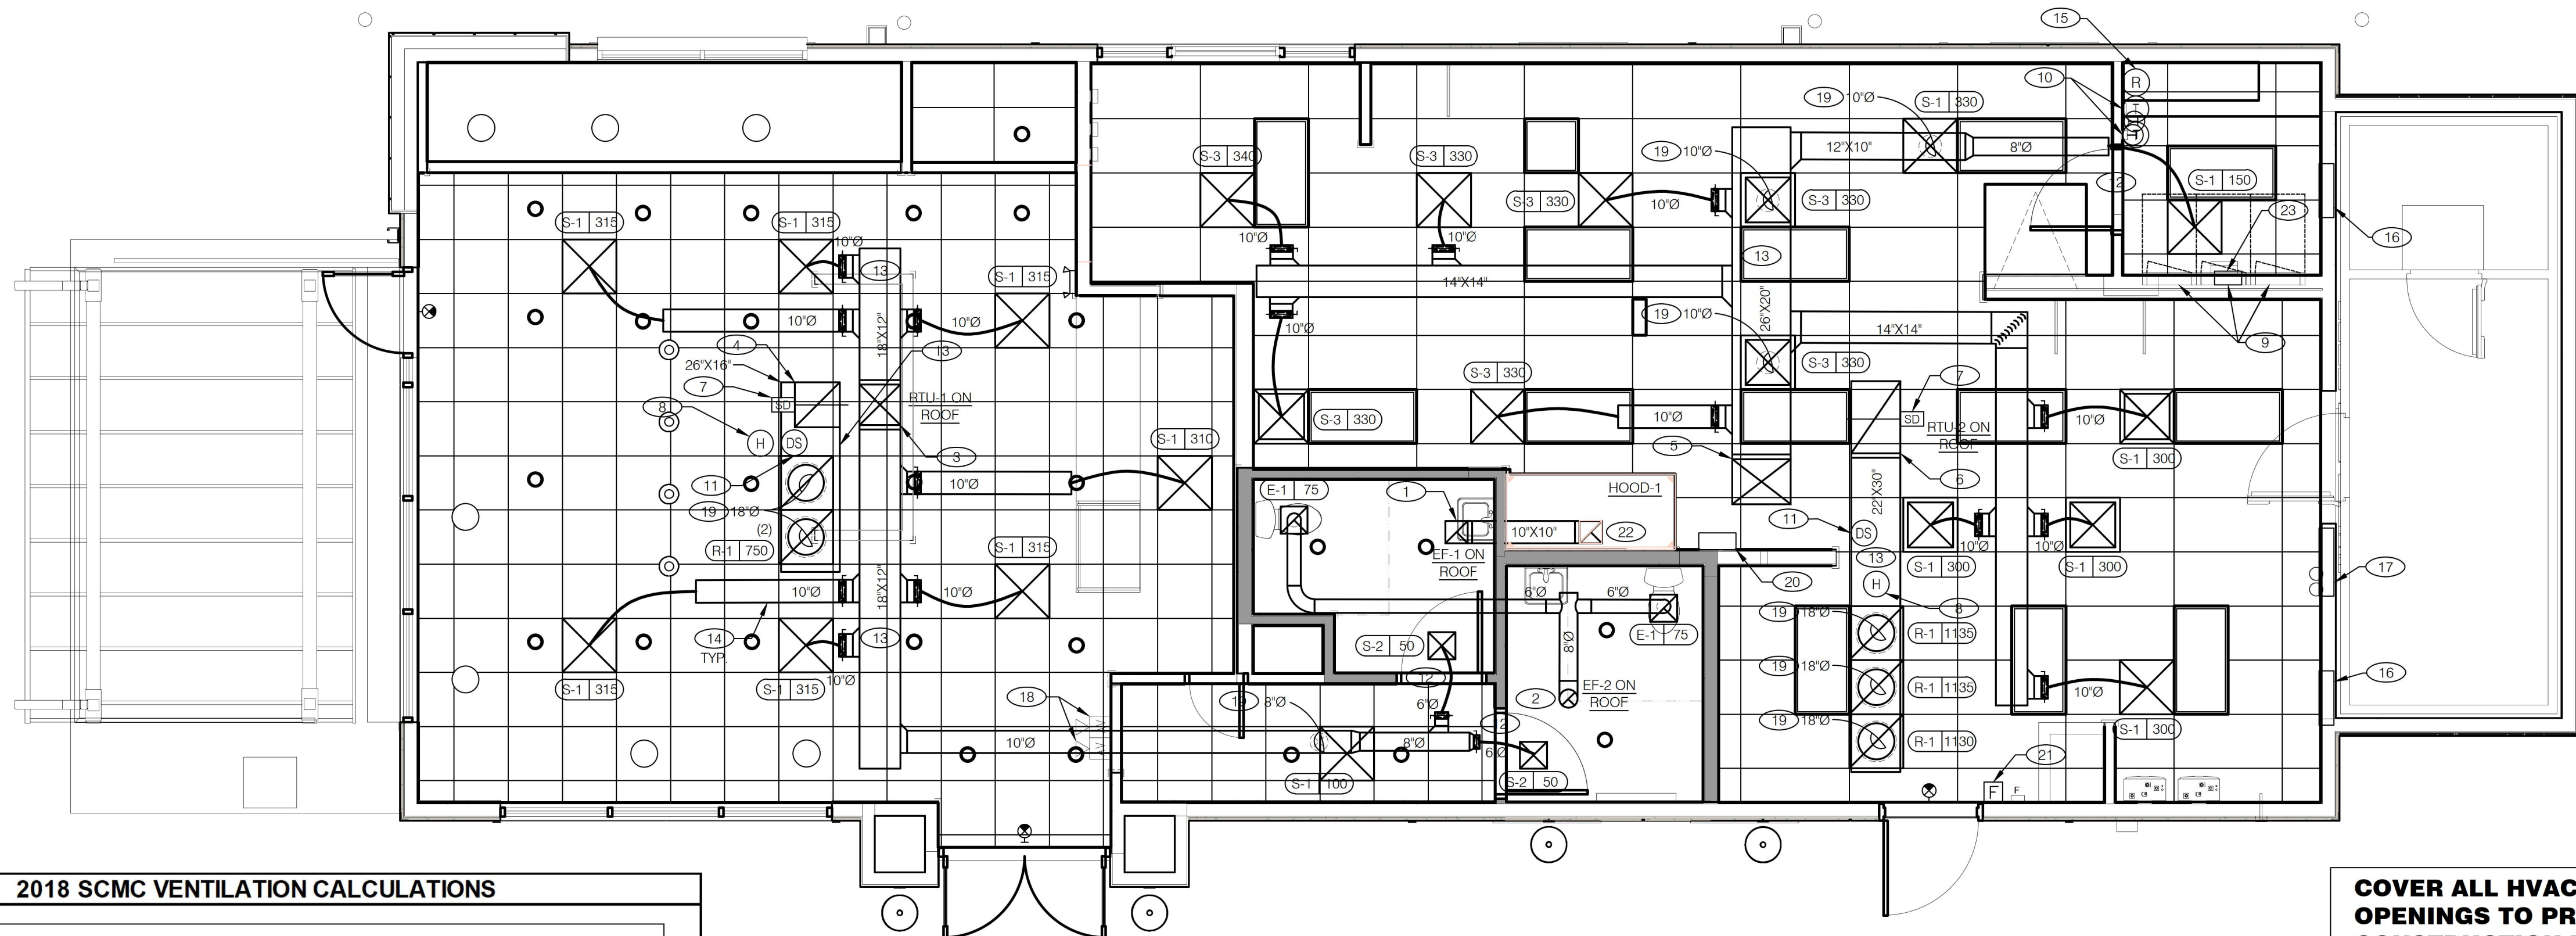 15
R
10
19 10"Ø
S-1 330
S-3 340
S-3 330
19 10"Ø
12"X10"
8"Ø
S-1 150
12
S-3 330
10"Ø
S-3 330
23
S-1 315
S-1 315
10"Ø
10"Ø
10"Ø
16
13
S-1 315
13
14"X14"
26"X20"
19 10"Ø
10"Ø
10"Ø
10"Ø
18"X12"
14"X14"
9
4
13
26"X16"
7
SD
S-3 330
S-3 330
7
RTU-1 ON
ROOF
8
H
DS
S-3 330
10"Ø
SD
RTU-2 ON
ROOF
10"Ø
S-1 310
3
5
S-1 300
6
11
10"Ø
E-1 75
1
HOOD-1
22"X30"
19 18"Ø
(2)
R-1 750
10"X10"
22
11
DS
EF-1 ON
ROOF
S-1 315
10"Ø
10"Ø
13
S-1 300
S-1 300
20
17
H
8
18"X12"
10"Ø
10"Ø
6"Ø
6"Ø
19 18"Ø
R-1 1135
14
TYP.
13
S-2 50
8"Ø
E-1 75
12
19 18"Ø
R-1 1135
16
S-1 315
S-1 315
10"Ø
18
19 8"Ø
6"Ø
2
EF-2 ON
ROOF
10"Ø
19 18"Ø
R-1 1130
S-1 300
10"Ø
8"Ø
6"Ø
21
S-1 100
S-2 50
F
F
2018 SCMC VENTILATION CALCULATIONS
COVER ALL HVAC
OPENINGS TO PR